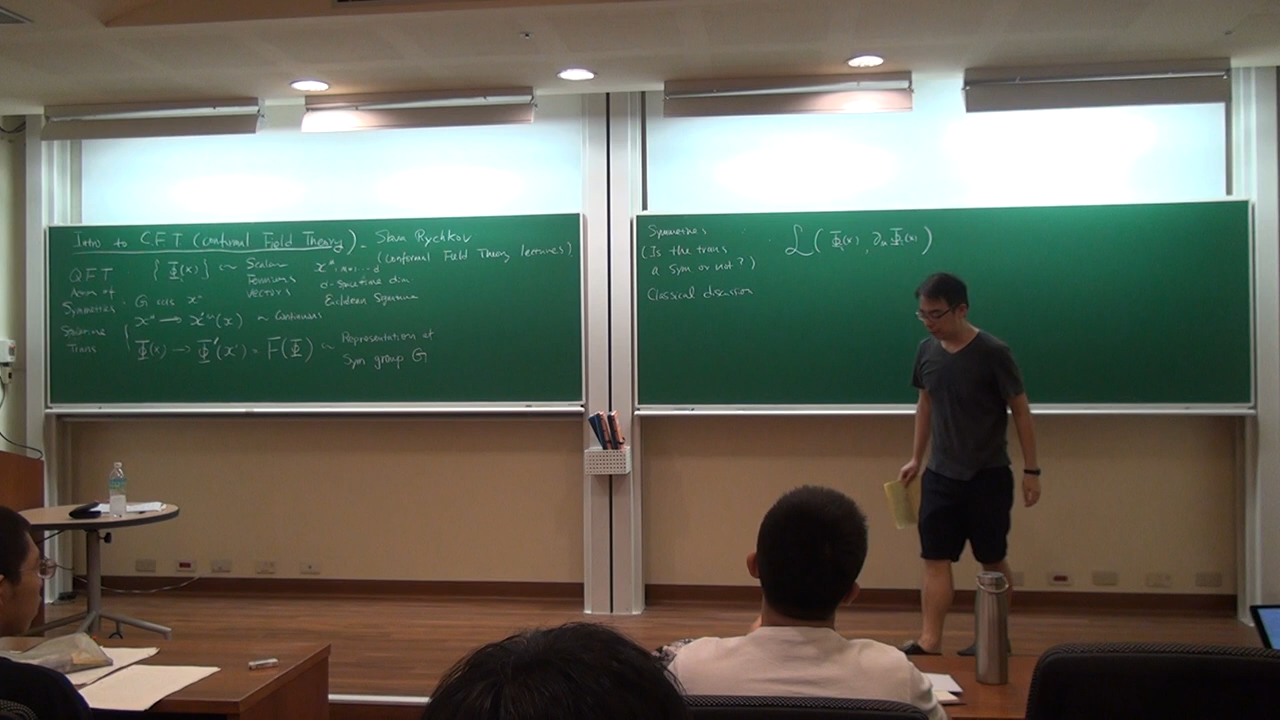 Intro to CFT (conformal Field Theory) - Slava Rychkov
(Conformal Field Theory lectures)
QFT {Φ(x)} ~ Scalar
Fermions
vectors
d - spacetime dim
Euclidean Signature
Action of
Symmetries : G acts x^μ
x^μ → x'^μ(x) ~ Continuous
Spacetime
Trans
Φ(x) → Φ'(x') = F(Φ) ~ Representation of
Sym group G
Symmetries : ℒ(Φ(x), ∂_μ Φ(x))
(Is the trans
a sym or not?)
Classical discussion